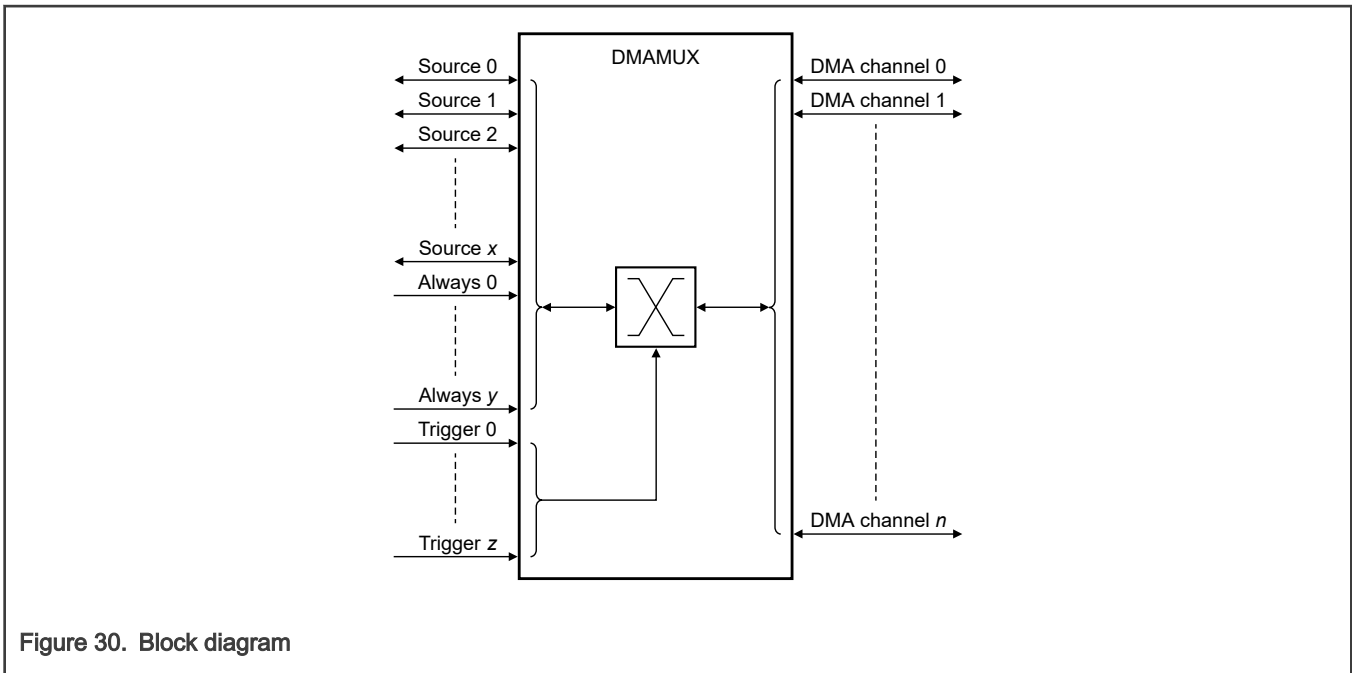 DMAMUX
Source 0
Source 1
Source 2
Source x
Always 0
Always y
Trigger 0
Trigger z
DMA channel 0
DMA channel 1
DMA channel n
Figure 30. Block diagram